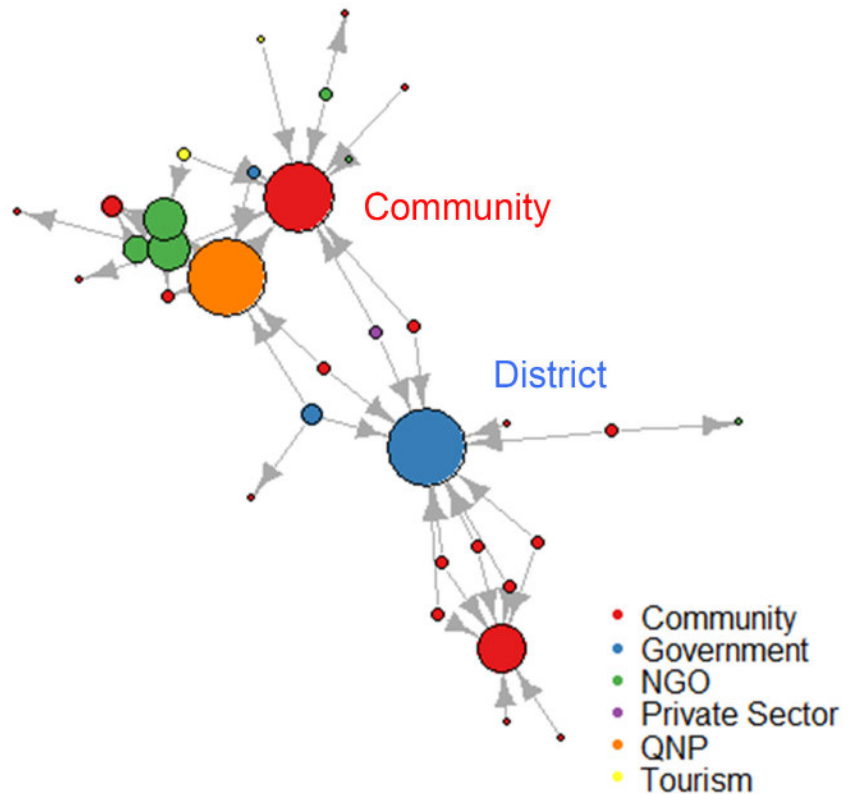 Community
District
Community
Government
NGO
Private Sector
QNP
Tourism